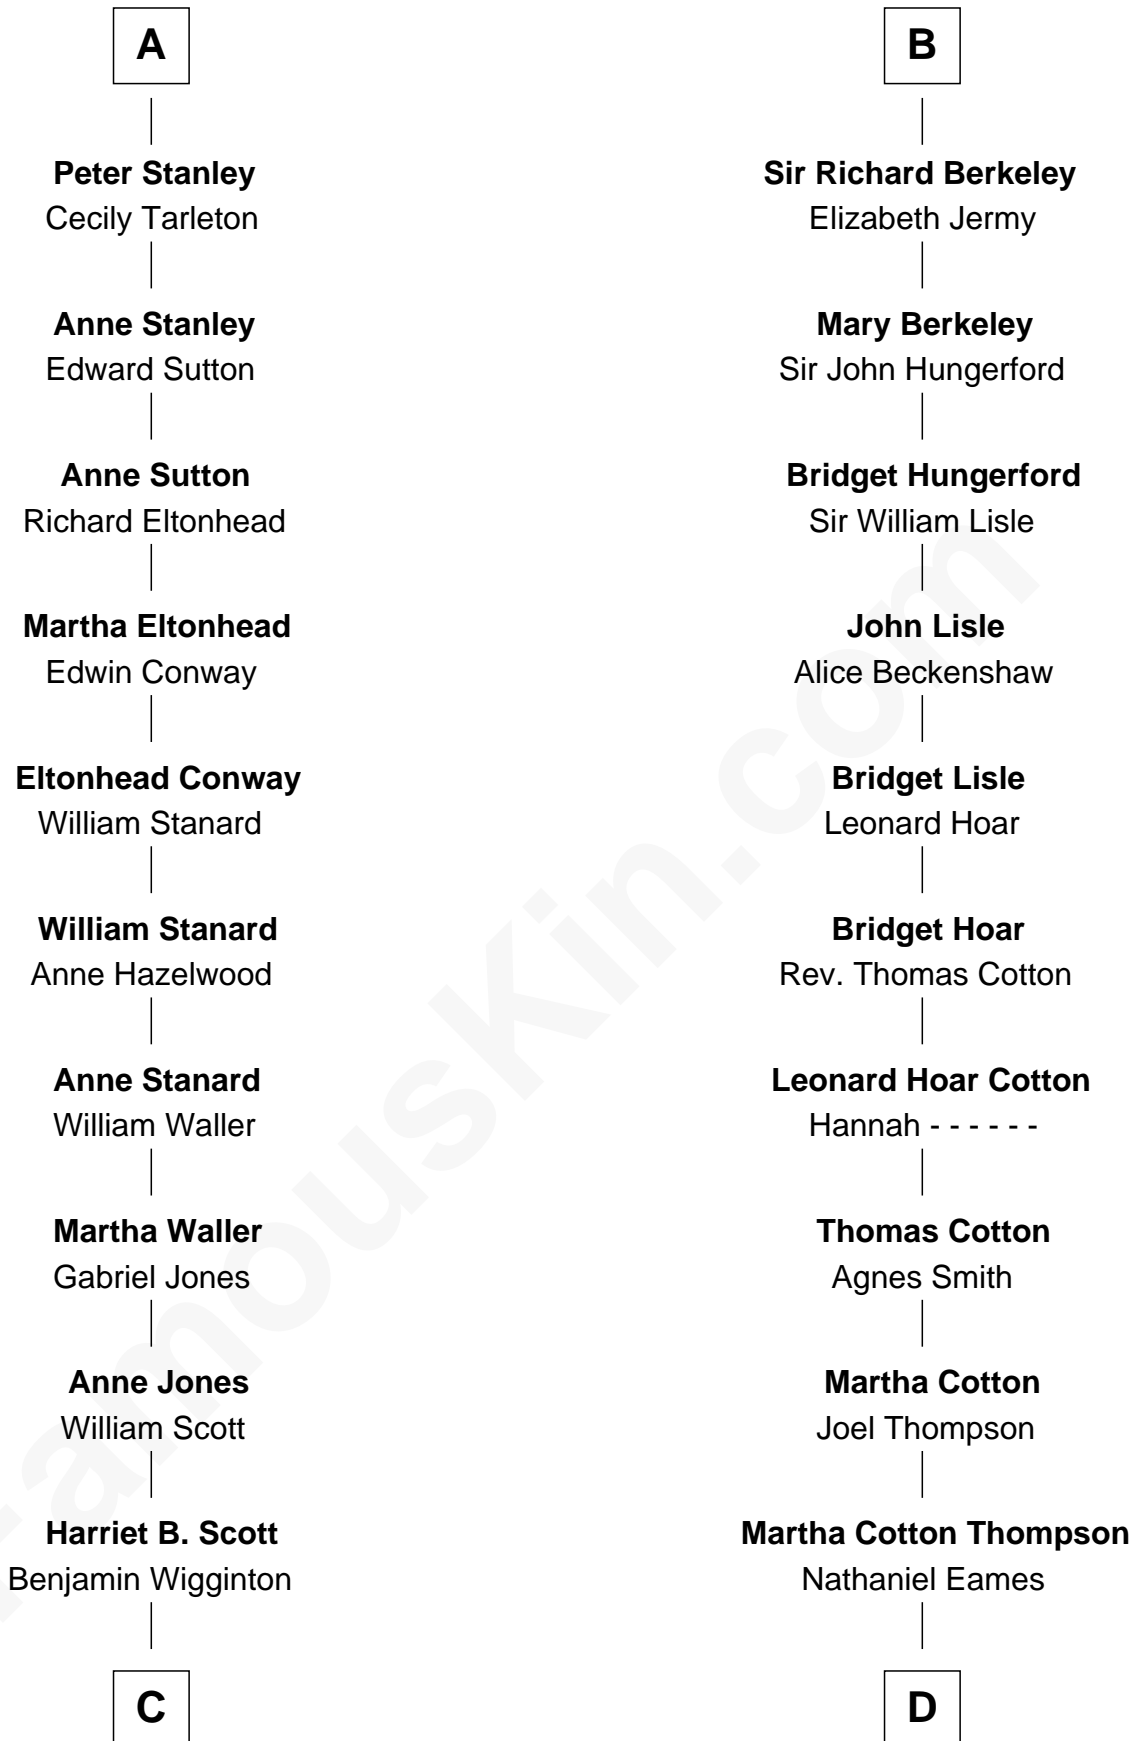 A
Peter Stanley
Cecily Tarleton
Anne Stanley
Edward Sutton
Anne Sutton
Richard Eltonhead
Martha Eltonhead
Edwin Conway
Eltonhead Conway
William Stanard
William Stanard
Anne Hazelwood
Anne Stanard
William Waller
Martha Waller
Gabriel Jones
Anne Jones
William Scott
Harriet B. Scott
Benjamin Wigginton
C
B
Sir Richard Berkeley
Elizabeth Jermy
Mary Berkeley
Sir John Hungerford
Bridget Hungerford
Sir William Lisle
John Lisle
Alice Beckenshaw
Bridget Lisle
Leonard Hoar
Bridget Hoar
Rev. Thomas Cotton
Leonard Hoar Cotton
Hannah - - - - - -
Thomas Cotton
Agnes Smith
Martha Cotton
Joel Thompson
Martha Cotton Thompson
Nathaniel Eames
D
FamousKin.com